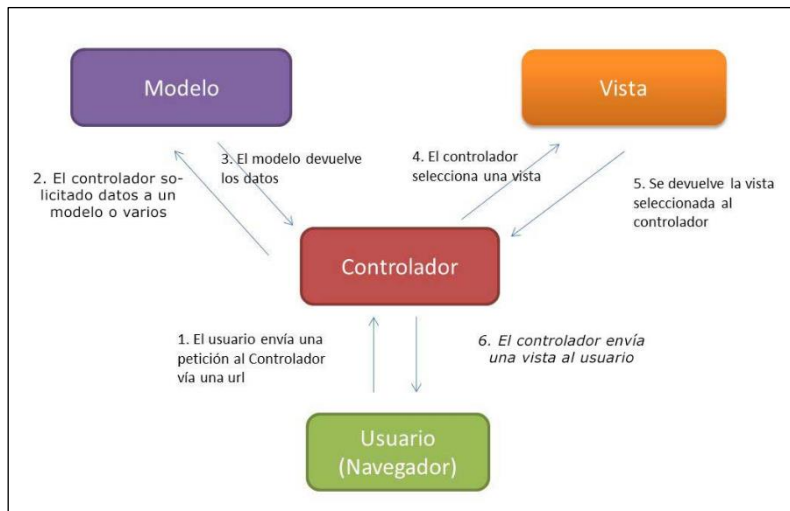 Modelo
Vista
3. El modelo devuelve
los datos
4. El controlador
selecciona una vista
2. El controlador so-
licitado datos a un
modelo o varios
5. Se devuelve la vista
seleccionada al
controlador
Controlador
1. El usuario envía una
petición al Controlador
vía una url
6. El controlador envía
una vista al usuario
Usuario
(Navegador)